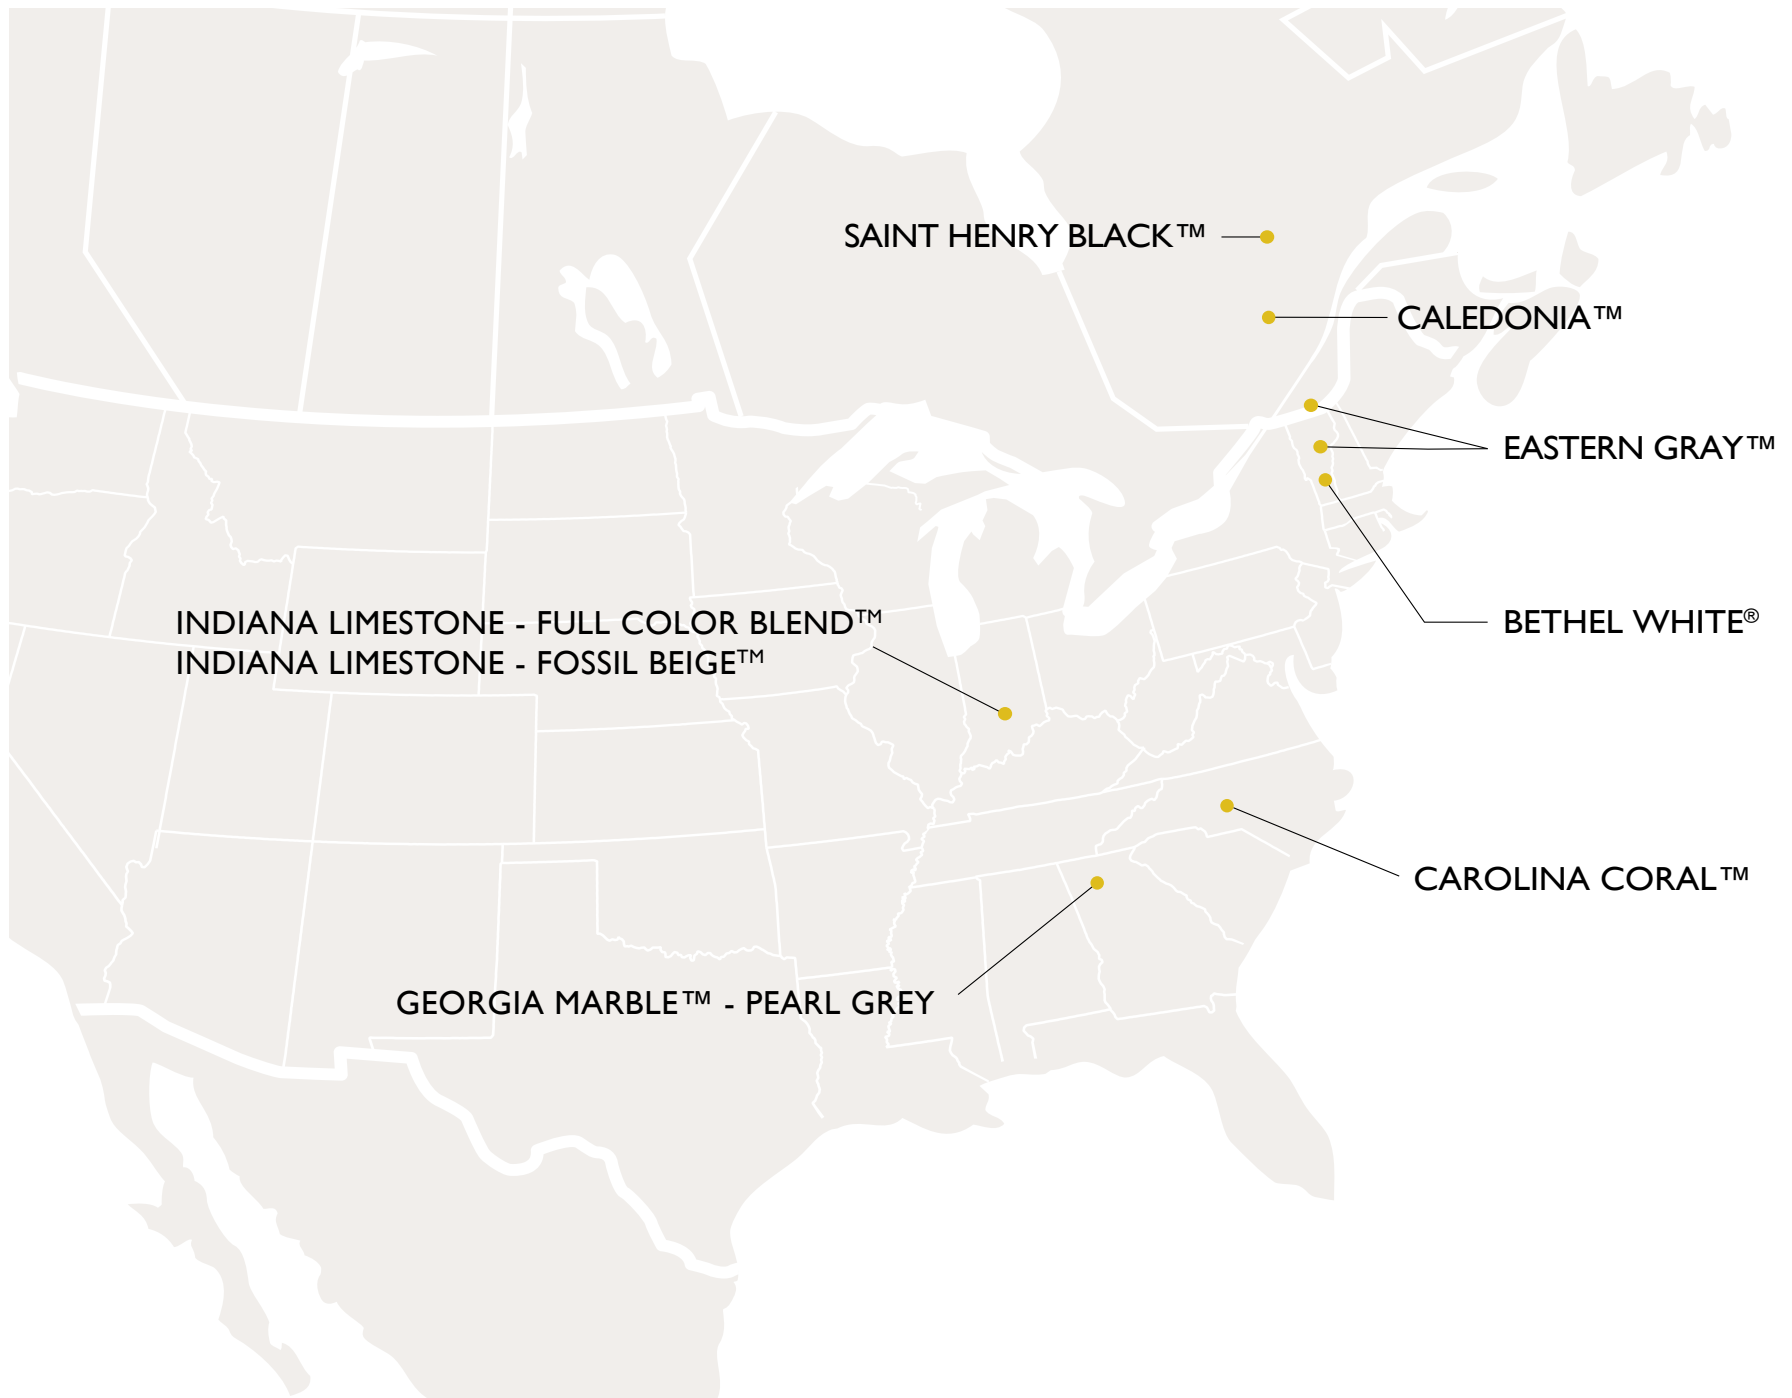 SAINT HENRY BLACK™
CALEDONIA™
EASTERN GRAY™
INDIANA LIMESTONE - FULL COLOR BLEND™
INDIANA LIMESTONE - FOSSIL BEIGE™
BETHEL WHITE®
CAROLINA CORAL™
GEORGIA MARBLE™ - PEARL GREY